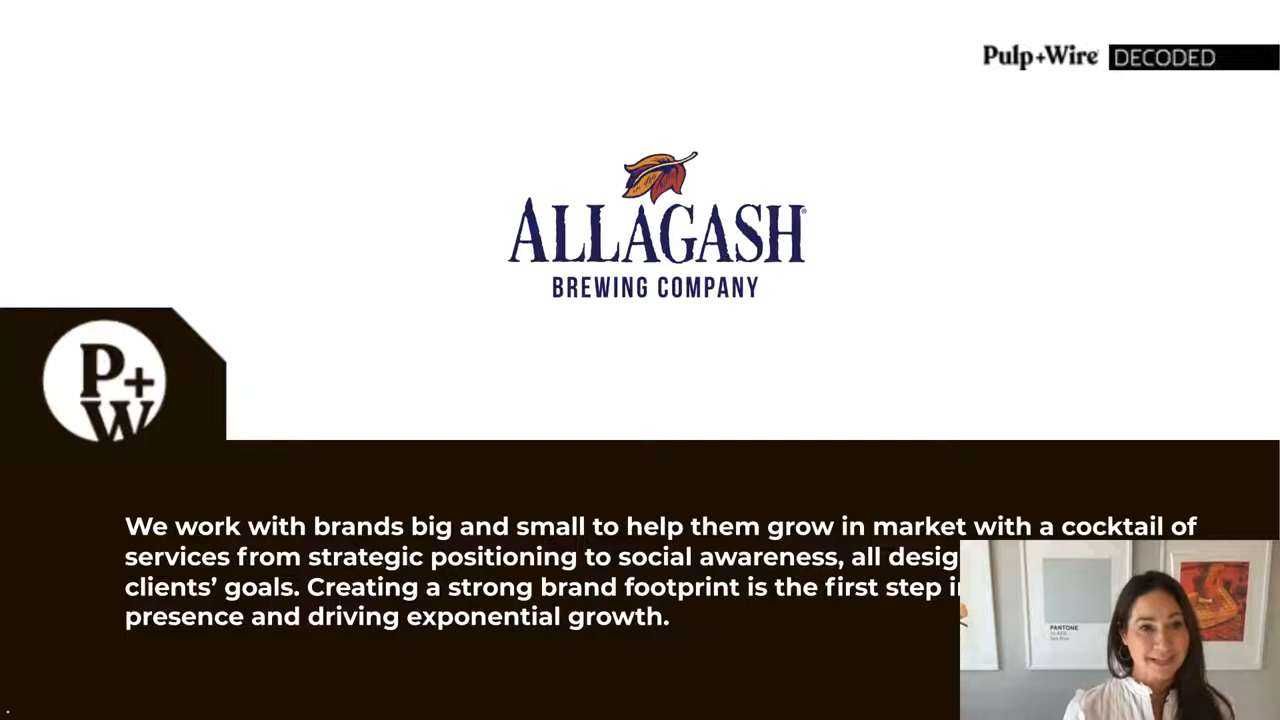 Pulp+Wire DECODED
ALLAGASH®
BREWING COMPANY
P+
W
We work with brands big and small to help them grow in market with a cocktail of
services from strategic positioning to social awareness, all desig
clients’ goals. Creating a strong brand footprint is the first step i
presence and driving exponential growth.
PANTONE